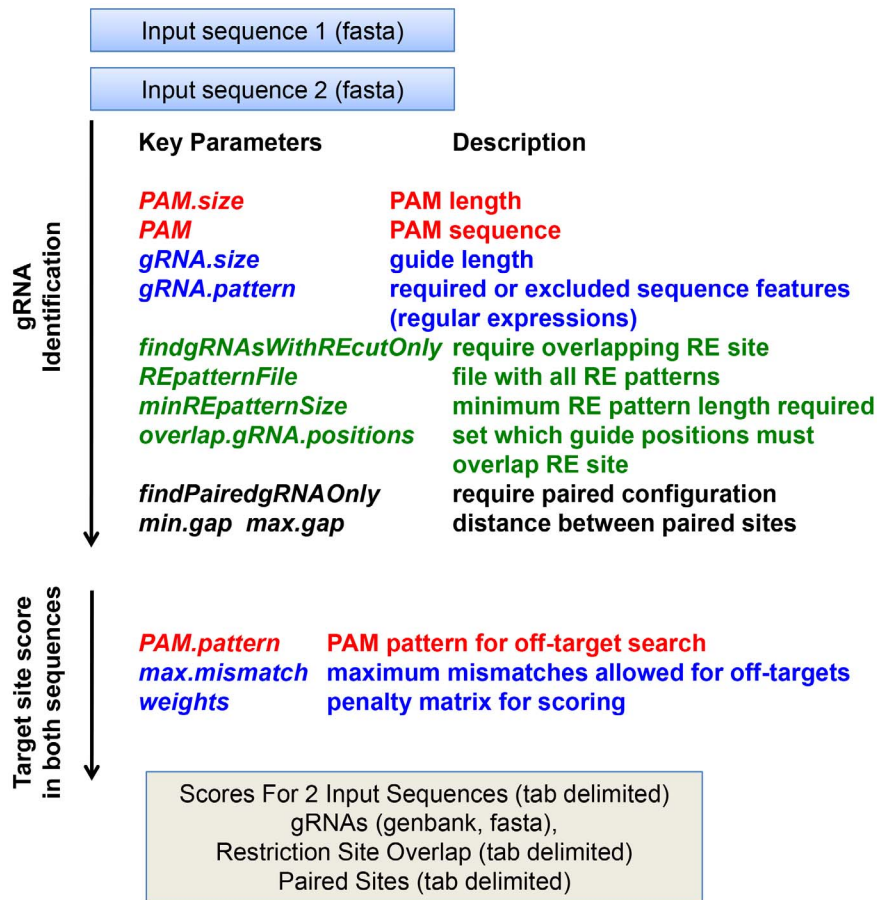 Input sequence 1 (fasta)
Input sequence 2 (fasta)
Key Parameters Description
gRNA
Identification
PAM.size PAM length
PAM PAM sequence
gRNA.size guide length
gRNA.pattern required or excluded sequence features
(regular expressions)
findgRNAsWithREcutOnly require overlapping RE site
REpatternFile file with all RE patterns
minREpatternSize minimum RE pattern length required
overlap.gRNA.positions set which guide positions must
overlap RE site
findPairedgRNAOnly require paired configuration
min.gap max.gap distance between paired sites
Target site score
in both sequences
PAM.pattern PAM pattern for off-target search
max.mismatch maximum mismatches allowed for off-targets
weights penalty matrix for scoring
Scores For 2 Input Sequences (tab delimited)
gRNAs (genbank, fasta),
Restriction Site Overlap (tab delimited)
Paired Sites (tab delimited)